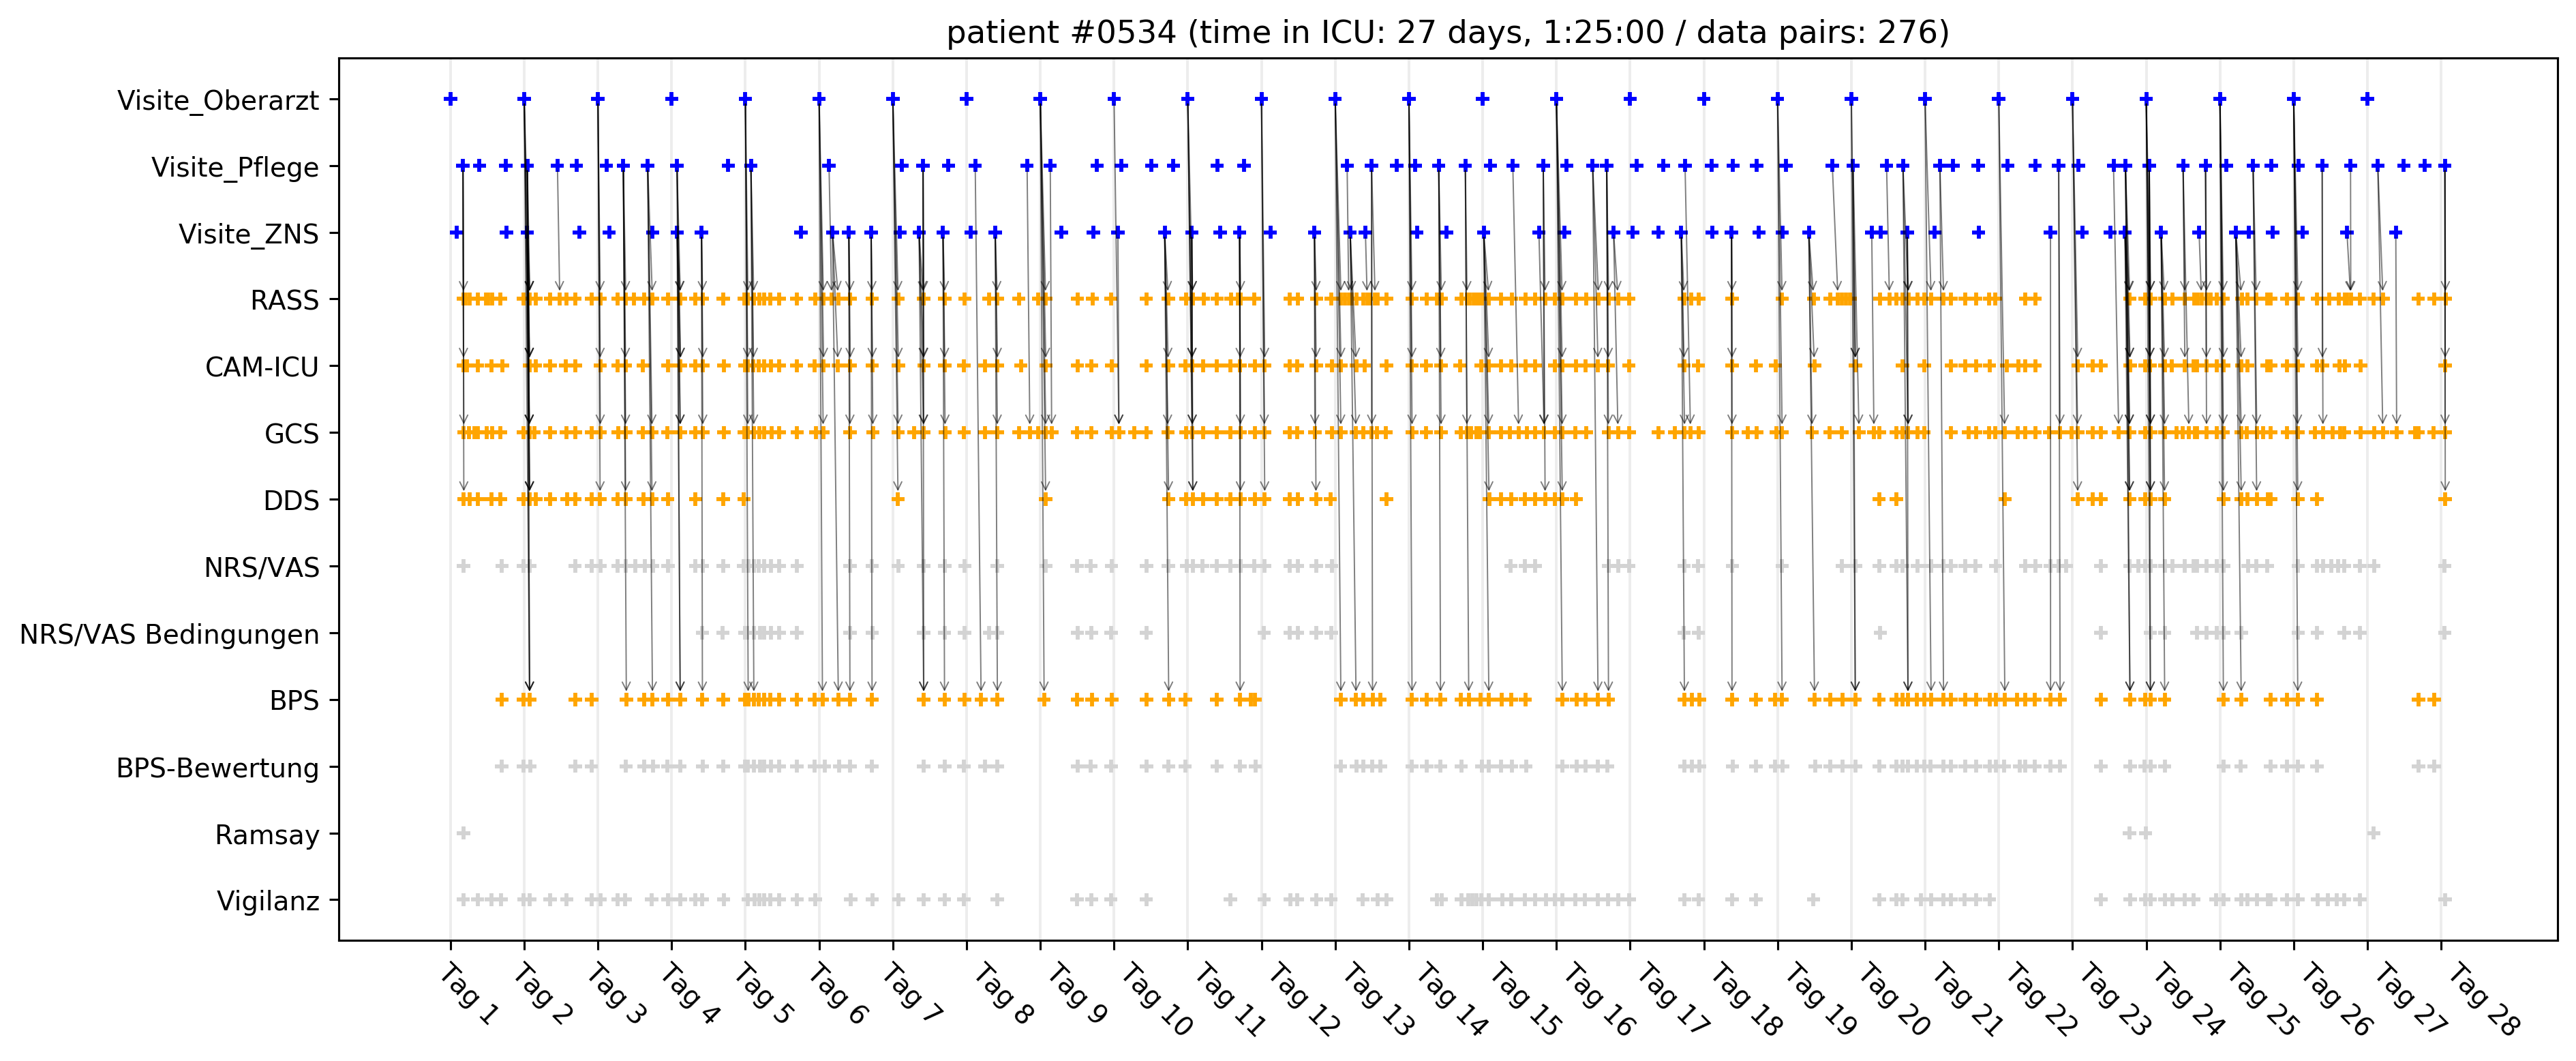 patient #0534 (time in ICU: 27 days, 1:25:00 / data pairs: 276)
Visite_Oberarzt
Visite_Pflege
Visite_ZNS
RASS
CAM-ICU
GCS
DDS
NRS/VAS
NRS/VAS Bedingungen
BPS
BPS-Bewertung
Ramsay
Vigilanz
Tag 1
Tag 2
Tag 3
Tag 4
Tag 5
Tag 6
Tag 7
Tag 8
Tag 9
Tag 10
Tag 11
Tag 12
Tag 13
Tag 14
Tag 15
Tag 16
Tag 17
Tag 18
Tag 19
Tag 20
Tag 21
Tag 22
Tag 23
Tag 24
Tag 25
Tag 26
Tag 27
Tag 28